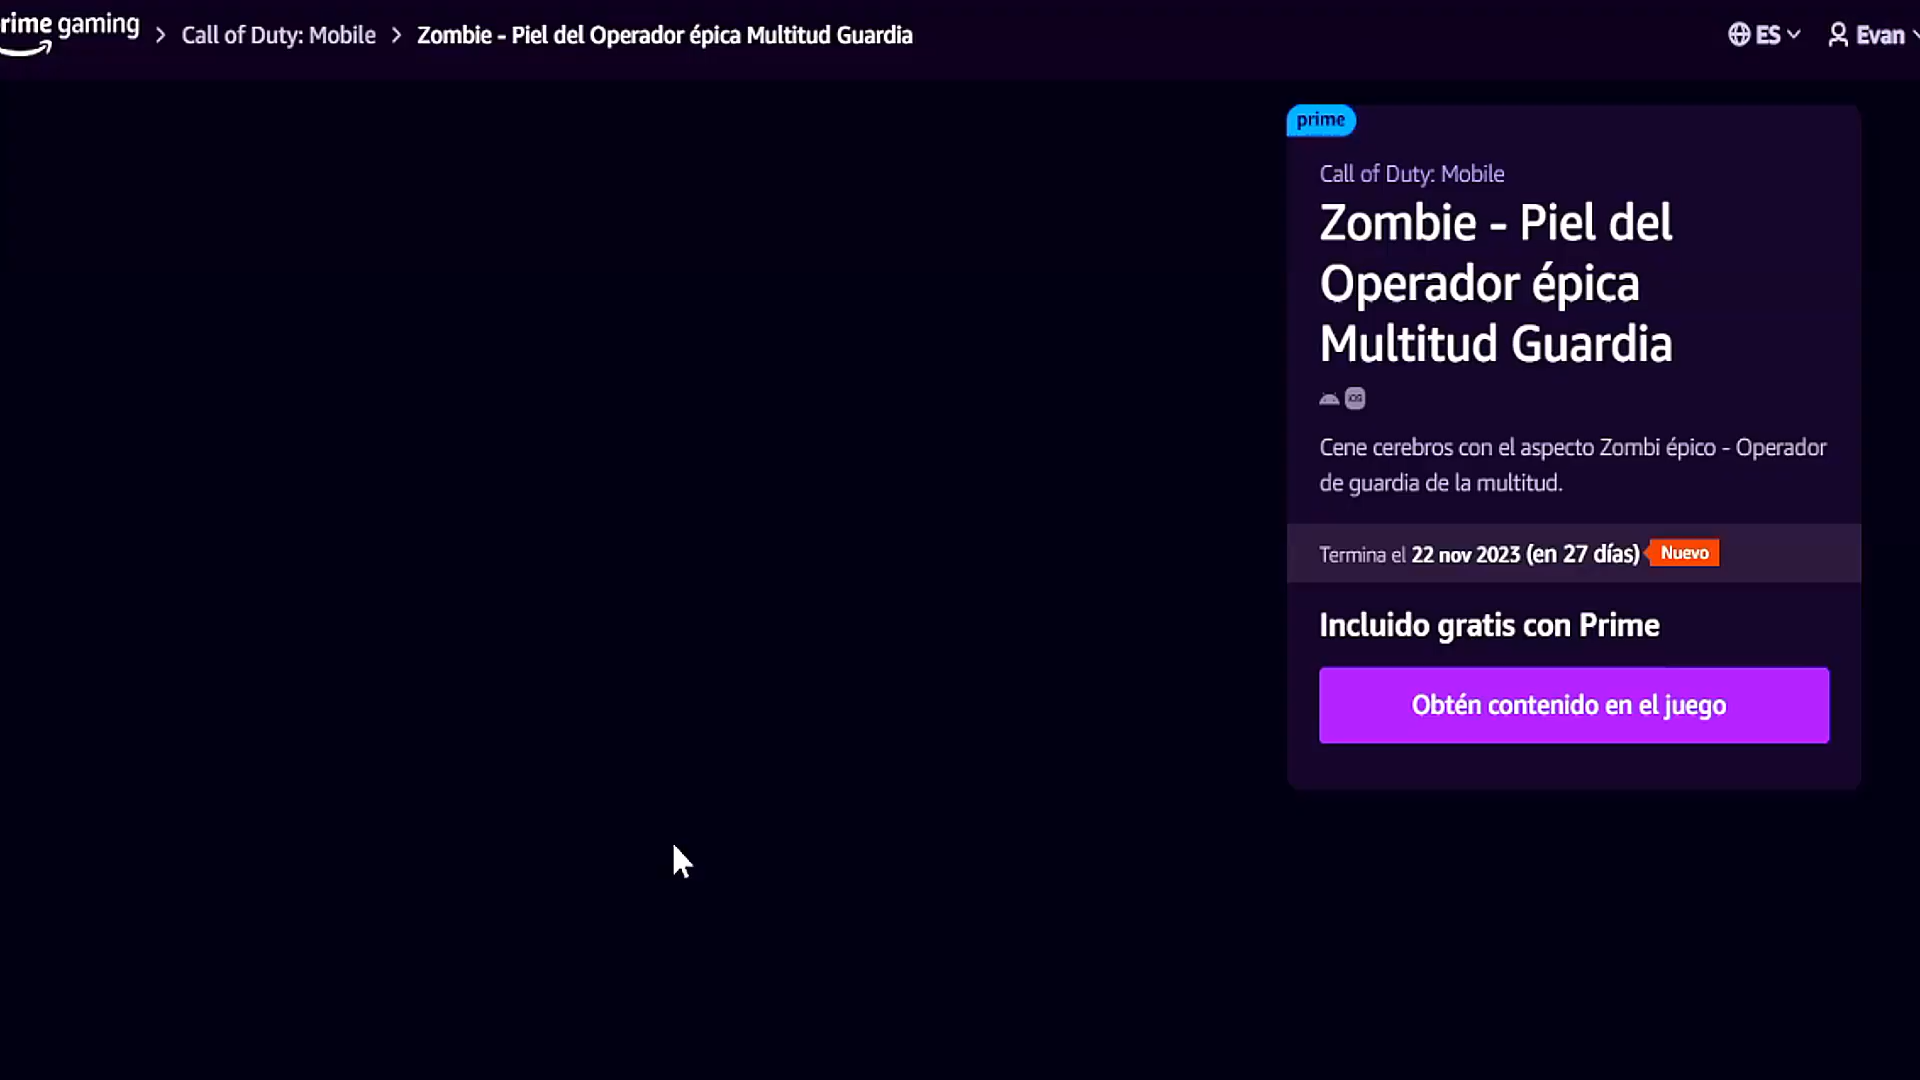 rime gaming > Call of Duty: Mobile > Zombie - Piel del Operador épica Multitud Guardia
ES
Evan
prime
Call of Duty: Mobile
Zombie - Piel del
Operador épica
Multitud Guardia
iOS
Cene cerebros con el aspecto Zombi épico - Operador
de guardia de la multitud.
Termina el 22 nov 2023 (en 27 días) Nuevo
Incluido gratis con Prime
Obtén contenido en el juego